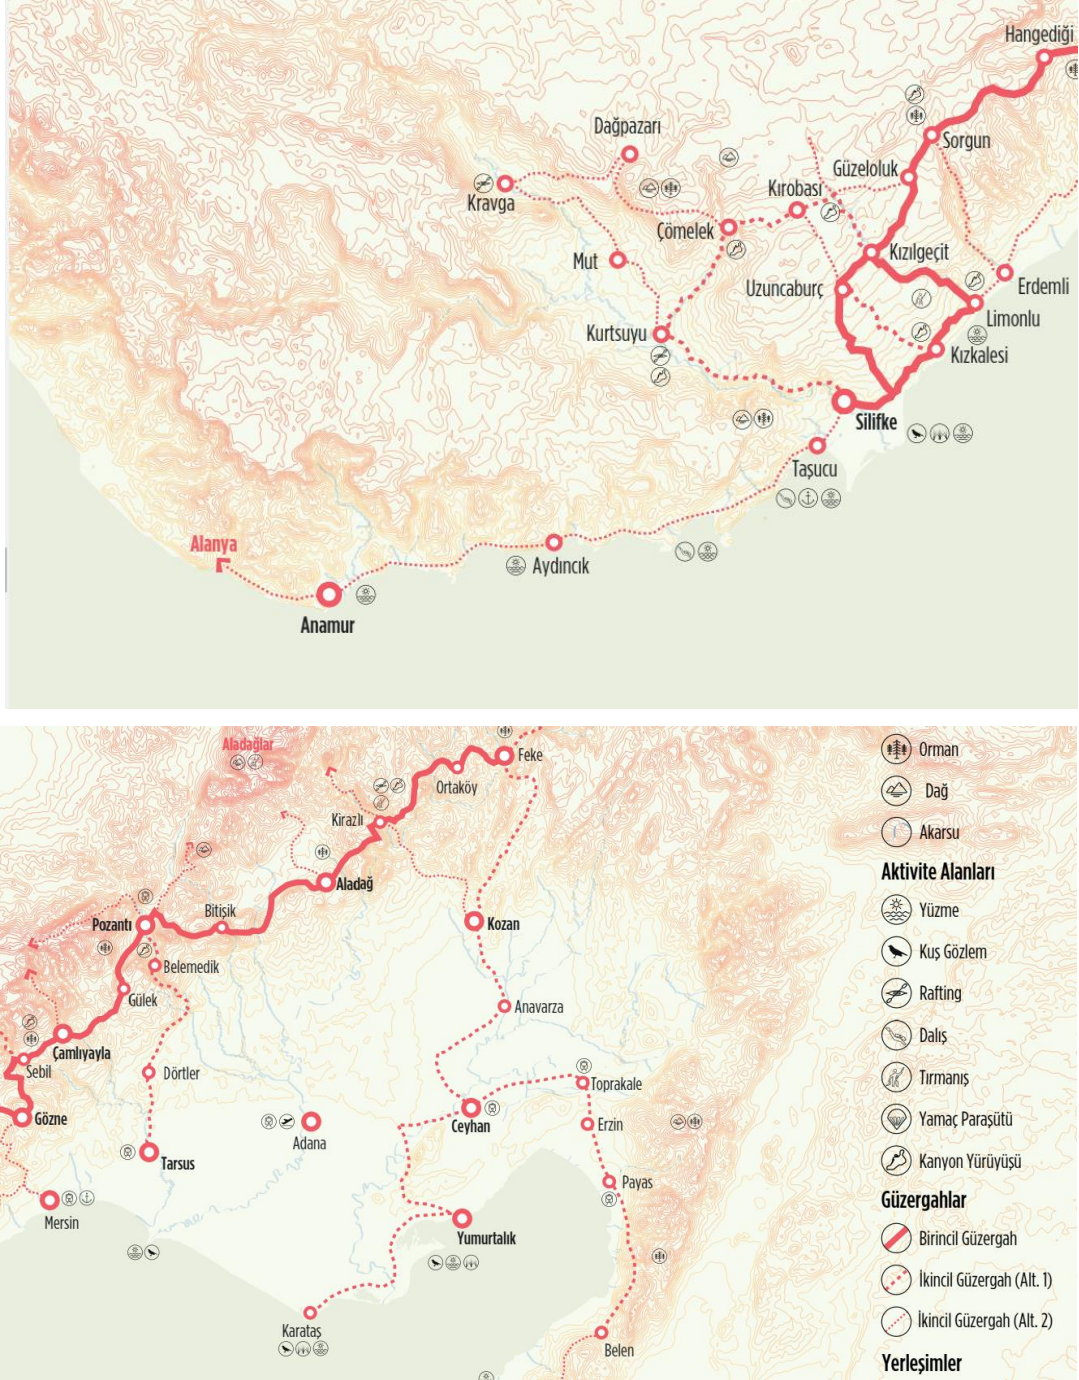 Hangediği
Dağpazarı
Sorgun
Güzeloluk
Kırobası
Kravga
Çömelek
Kızılgeçit
Mut
Uzuncaburç
Erdemli
Limonlu
Kurtsuyu
Kızkalesi
Silifke
Taşucu
Alanya
Aydıncık
Anamur
Aladağlar
Feke
Ortaköy
Kirazlı
Aladağ
Bitişik
Pozantı
Kozan
Belemedik
Gülek
Anavarza
Çamlıyayla
Sebil
Dörtler
Toprakale
Gözne
Ceyhan
Erzin
Adana
Tarsus
Payas
Mersin
Yumurtalık
Karataş
Belen
Orman
Dağ
Akarsu
Aktivite Alanları
Yüzme
Kuş Gözlem
Rafting
Dalış
Tırmanış
Yamaç Paraşütü
Kanyon Yürüyüşü
Güzergahlar
Birincil Güzergah
İkincil Güzergah (Alt. 1)
İkincil Güzergah (Alt. 2)
Yerleşimler